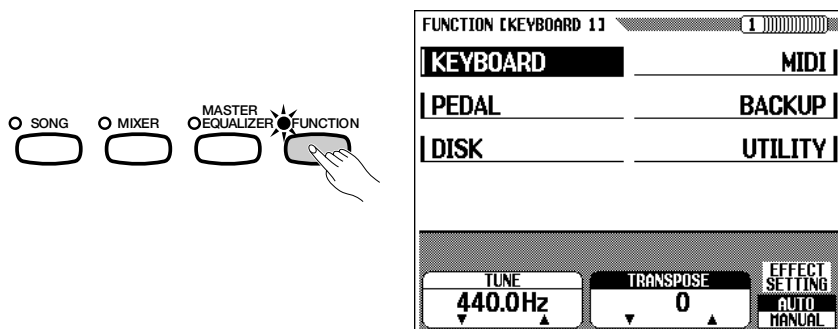 SONG
MIXER
MASTER
EQUALIZER
FUNCTION
FUNCTION [KEYBOARD 1]
1
KEYBOARD
MIDI
PEDAL
BACKUP
DISK
UTILITY
TUNE
440.0Hz
TRANSPOSE
0
EFFECT
SETTING
AUTO
MANUAL